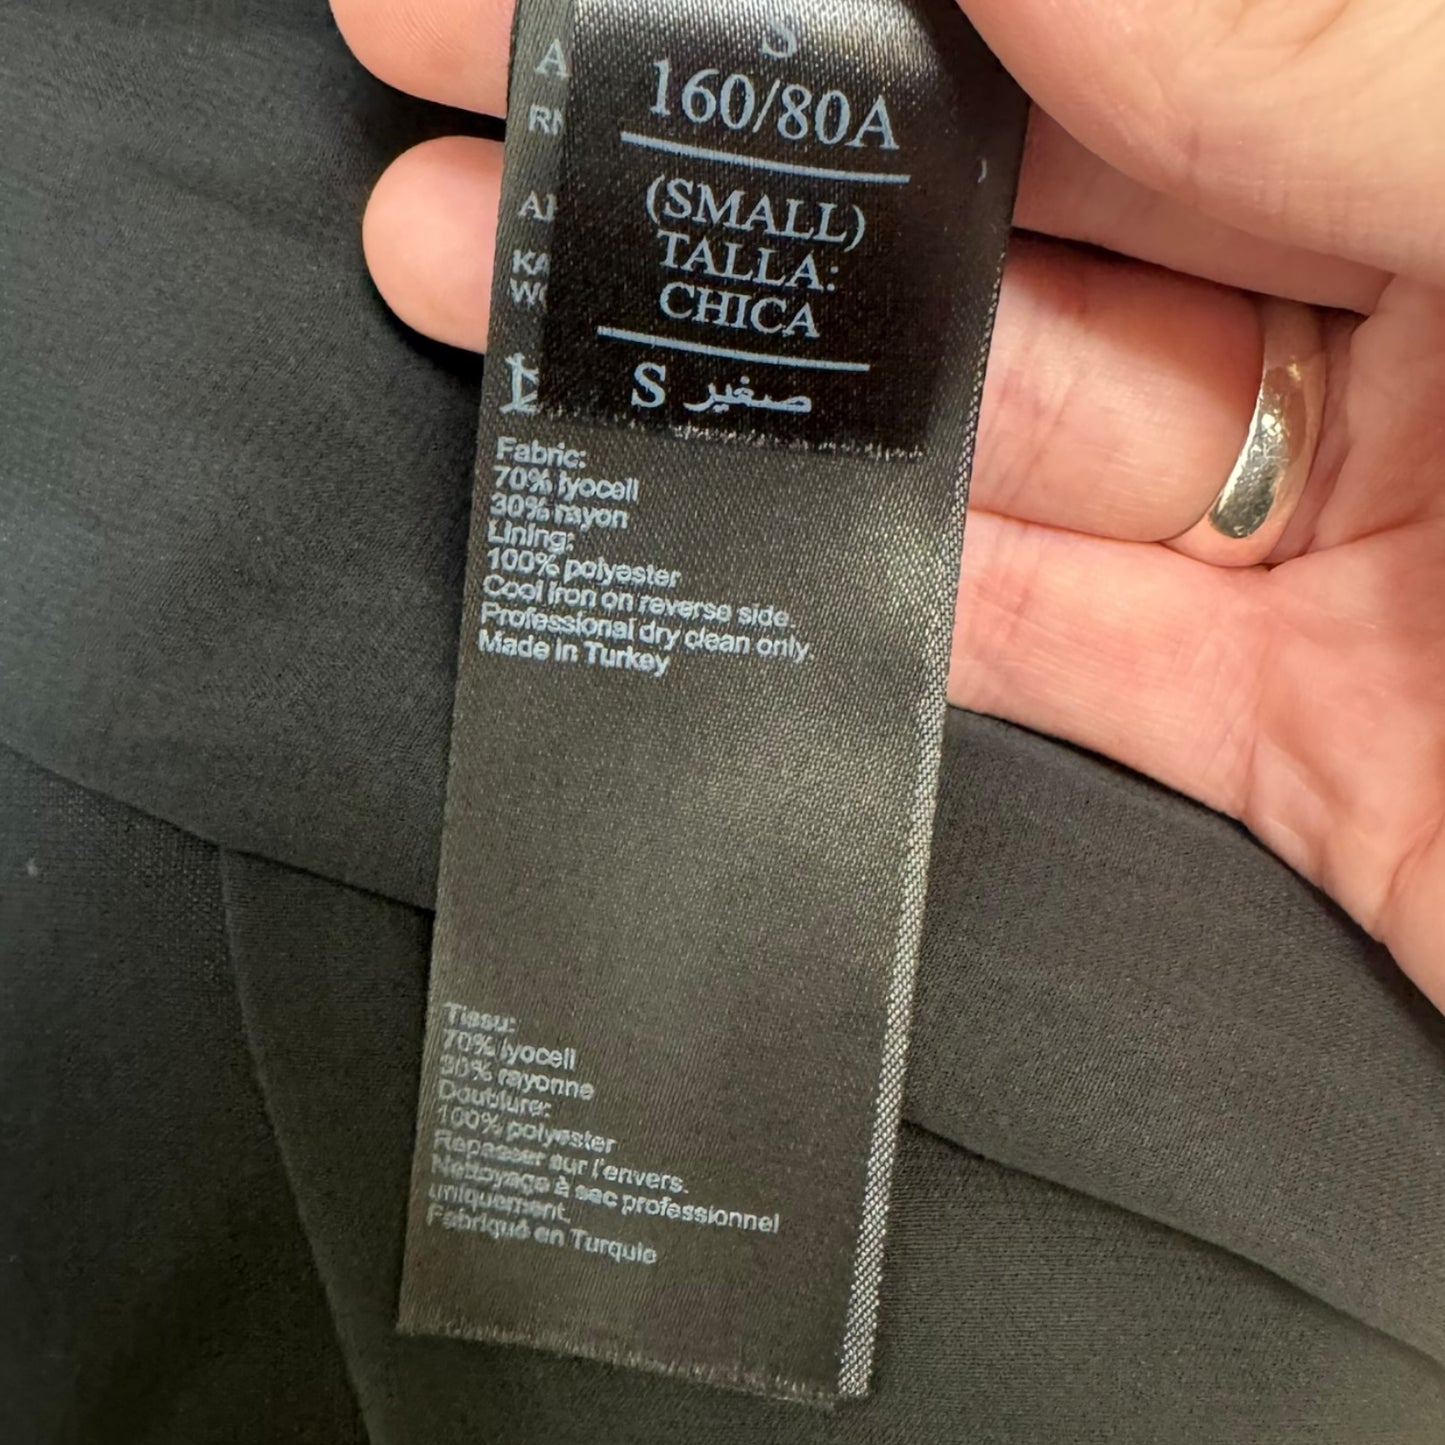 S
160/80A
(SMALL)
TALLA:
CHICA
S صغير
Fabric:
70% lyocell
30% rayon
Lining:
100% polyester
Cool iron on reverse side.
Professional dry clean only.
Made in Turkey
Tissu:
70% lyocell
30% rayonne
Doublure:
100% polyester
Repasser sur l'envers.
Nettoyage à sec professionnel
uniquement.
Fabriqué en Turquie